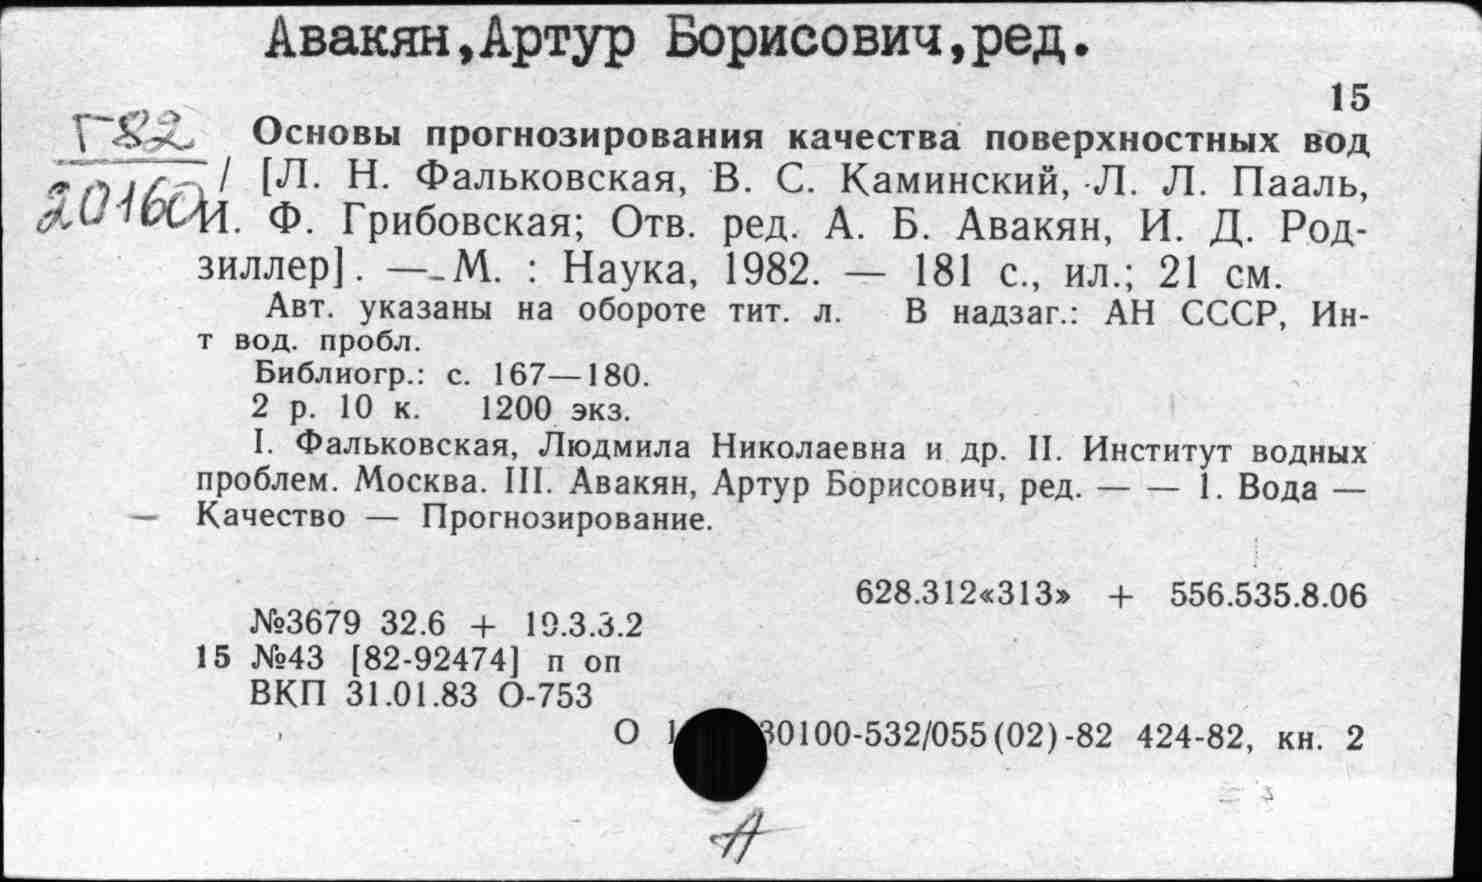 Авакян,Артур Борисович,ред.
15
Г-82
20160
Основы прогнозирования качества поверхностных вод
/ [Л. Н. Фальковская, В. С. Каминский, Л. Л. Пааль,
И. Ф. Грибовская; Отв. ред. А. Б. Авакян, И. Д. Род-
зиллер]. — М. : Наука, 1982. — 181 с., ил.; 21 см.
Авт. указаны на обороте тит. л. В надзаг.: АН СССР, Ин-
т вод. пробл.
Библиогр.: с. 167—180.
2 р. 10 к. 1200 экз.
I. Фальковская, Людмила Николаевна и др. II. Институт водных
проблем. Москва. III. Авакян, Артур Борисович, ред. — — 1. Вода —
Качество — Прогнозирование.
628.312«313» + 556.535.8.06
№3679 32.6 + 19.3.3.2
15 №43 [82-92474] п оп
ВКП 31.01.83 О-753
О 30100-532/055(02)-82 424-82, кн. 2
А